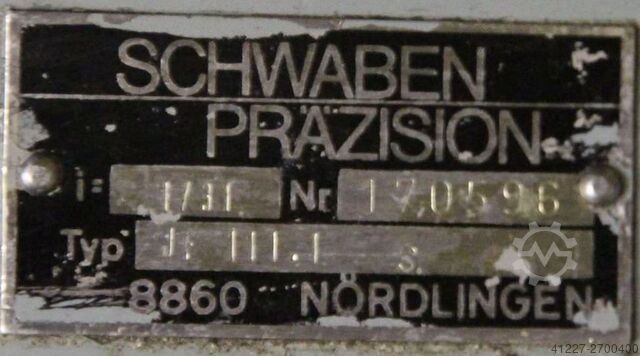 SCHWABEN
PRÄZISION
i= Nr 170596
Typ
8860 NÖRDLINGEN
41227-2700400